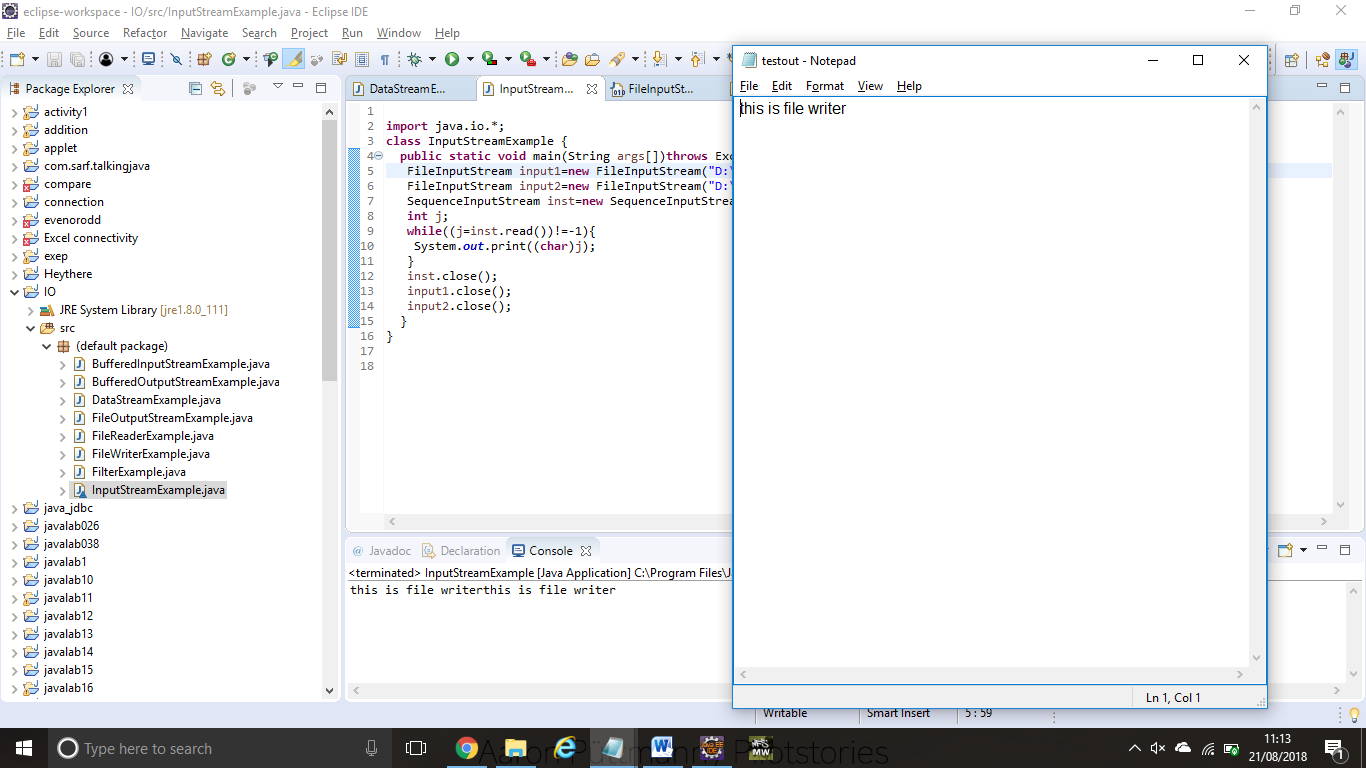 eclipse-workspace - IO/src/InputStreamExample.java - Eclipse IDE
File Edit Source Refactor Navigate Search Project Run Window Help
Package Explorer
activity1
addition
applet
com.sarf.talkingjava
compare
connection
evenorodd
Excel connectivity
exep
Heythere
IO
JRE System Library [jre1.8.0_111]
src
(default package)
BufferedInputStreamExample.java
BufferedOutputStreamExample.java
DataStreamExample.java
FileOutputStreamExample.java
FileReaderExample.java
FileWriterExample.java
FilterExample.java
InputStreamExample.java
java_jdbc
javalab026
javalab038
javalab1
javalab10
javalab11
javalab12
javalab13
javalab14
javalab15
javalab16
DataStreamE... InputStream... FileInputSt...
1
2 import java.io.*;
3 class InputStreamExample {
4 public static void main(String args[])throws Exc
5 FileInputStream input1=new FileInputStream("D:\
6 FileInputStream input2=new FileInputStream("D:\
7 SequenceInputStream inst=new SequenceInputStrea
8 int j;
9 while((j=inst.read())!=-1){
10 System.out.print((char)j);
11 }
12 inst.close();
13 input1.close();
14 input2.close();
15 }
16 }
17
18
@ Javadoc Declaration Console
<terminated> InputStreamExample [Java Application] C:\Program Files\J
this is file writerthis is file writer
testout - Notepad
File Edit Format View Help
this is file writer
Ln 1, Col 1
Writable Smart Insert 5 : 59
Type here to search
11:13
21/08/2018